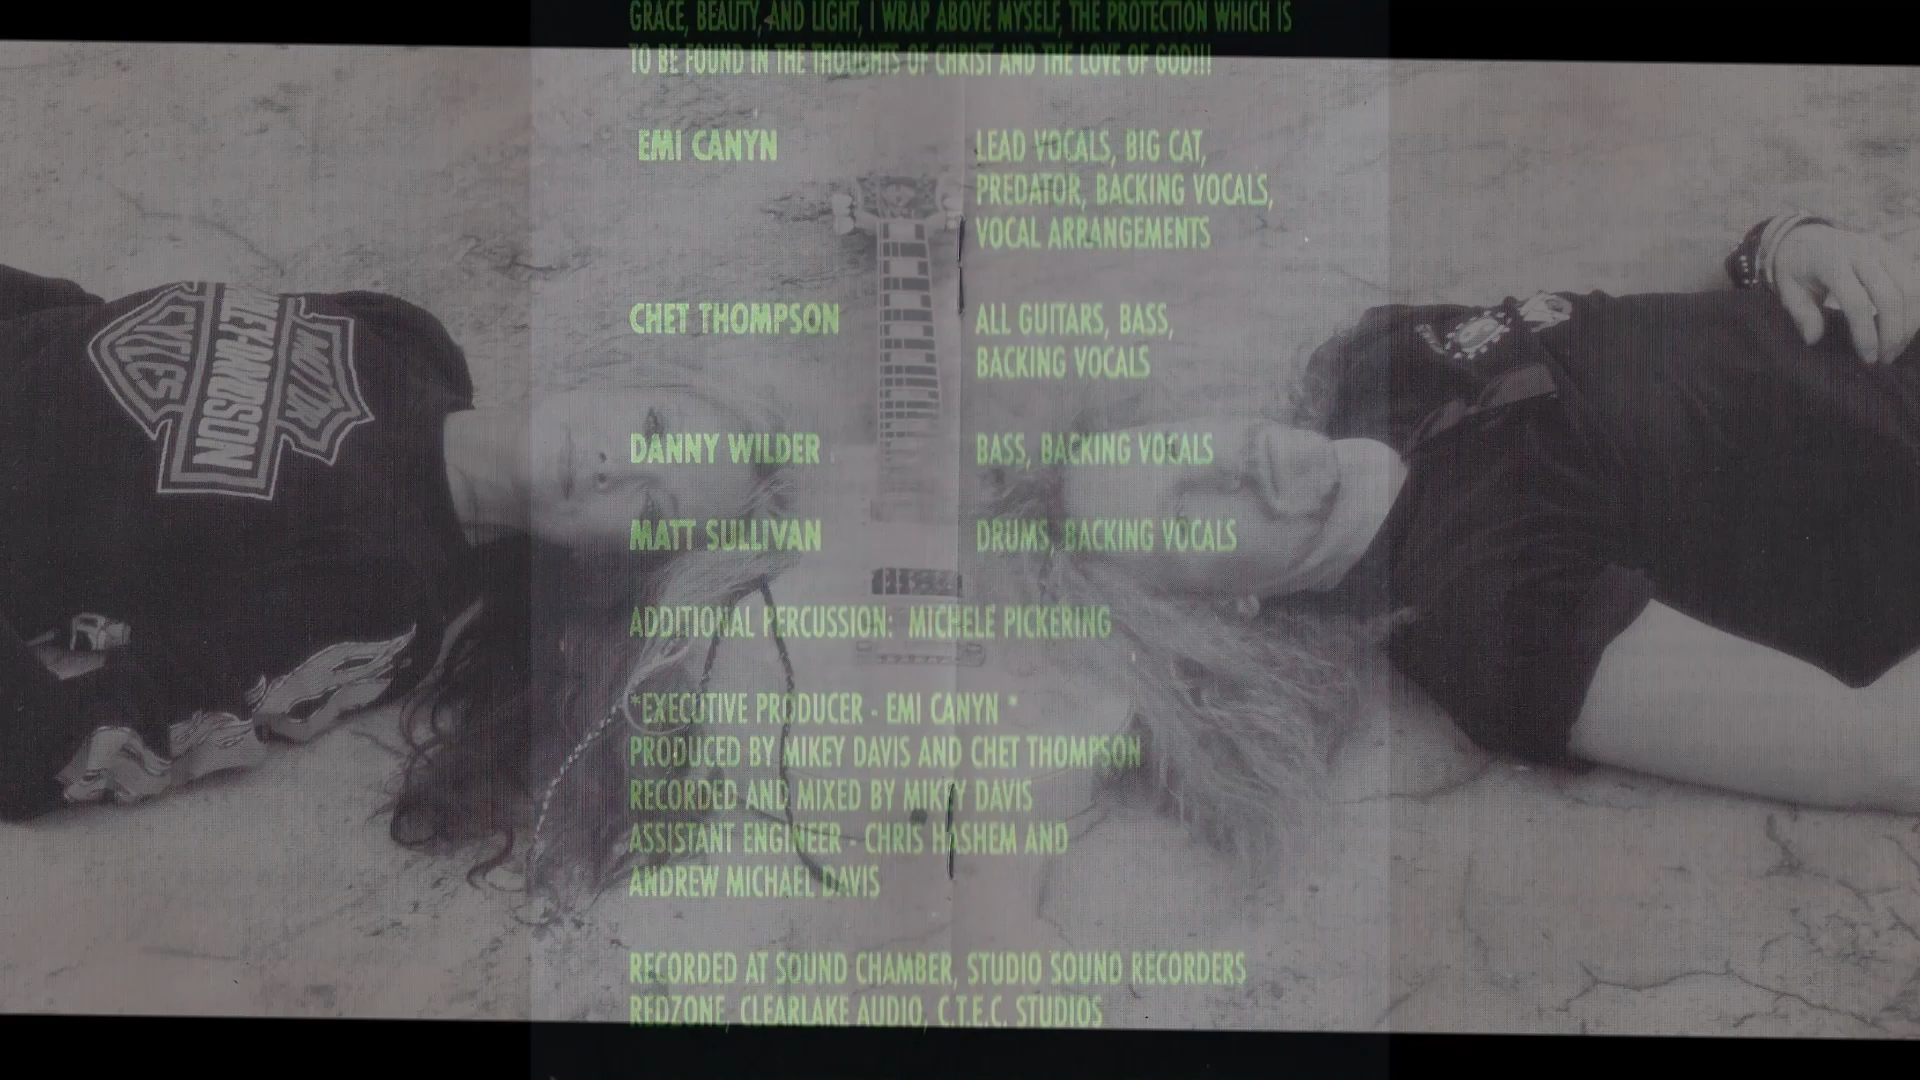 GRACE, BEAUTY, AND LIGHT, I WRAP ABOVE MYSELF, THE PROTECTION WHICH IS
TO BE FOUND IN THE THOUGHTS OF CHRIST AND THE LOVE OF GOD!!!
EMI CANYN
LEAD VOCALS, BIG CAT,
PREDATOR, BACKING VOCALS,
VOCAL ARRANGEMENTS
CHET THOMPSON
ALL GUITARS, BASS,
BACKING VOCALS
DANNY WILDER
BASS, BACKING VOCALS
MATT SULLIVAN
DRUMS, BACKING VOCALS
ADDITIONAL PERCUSSION: MICHELE PICKERING
*EXECUTIVE PRODUCER - EMI CANYN *
PRODUCED BY MIKEY DAVIS AND CHET THOMPSON
RECORDED AND MIXED BY MIKEY DAVIS
ASSISTANT ENGINEER - CHRIS HASHEM AND
ANDREW MICHAEL DAVIS
RECORDED AT SOUND CHAMBER, STUDIO SOUND RECORDERS
REDZONE, CLEARLAKE AUDIO, C.T.E.C. STUDIOS
MOTOR
HARLEY-DAVIDSON
CYCLES